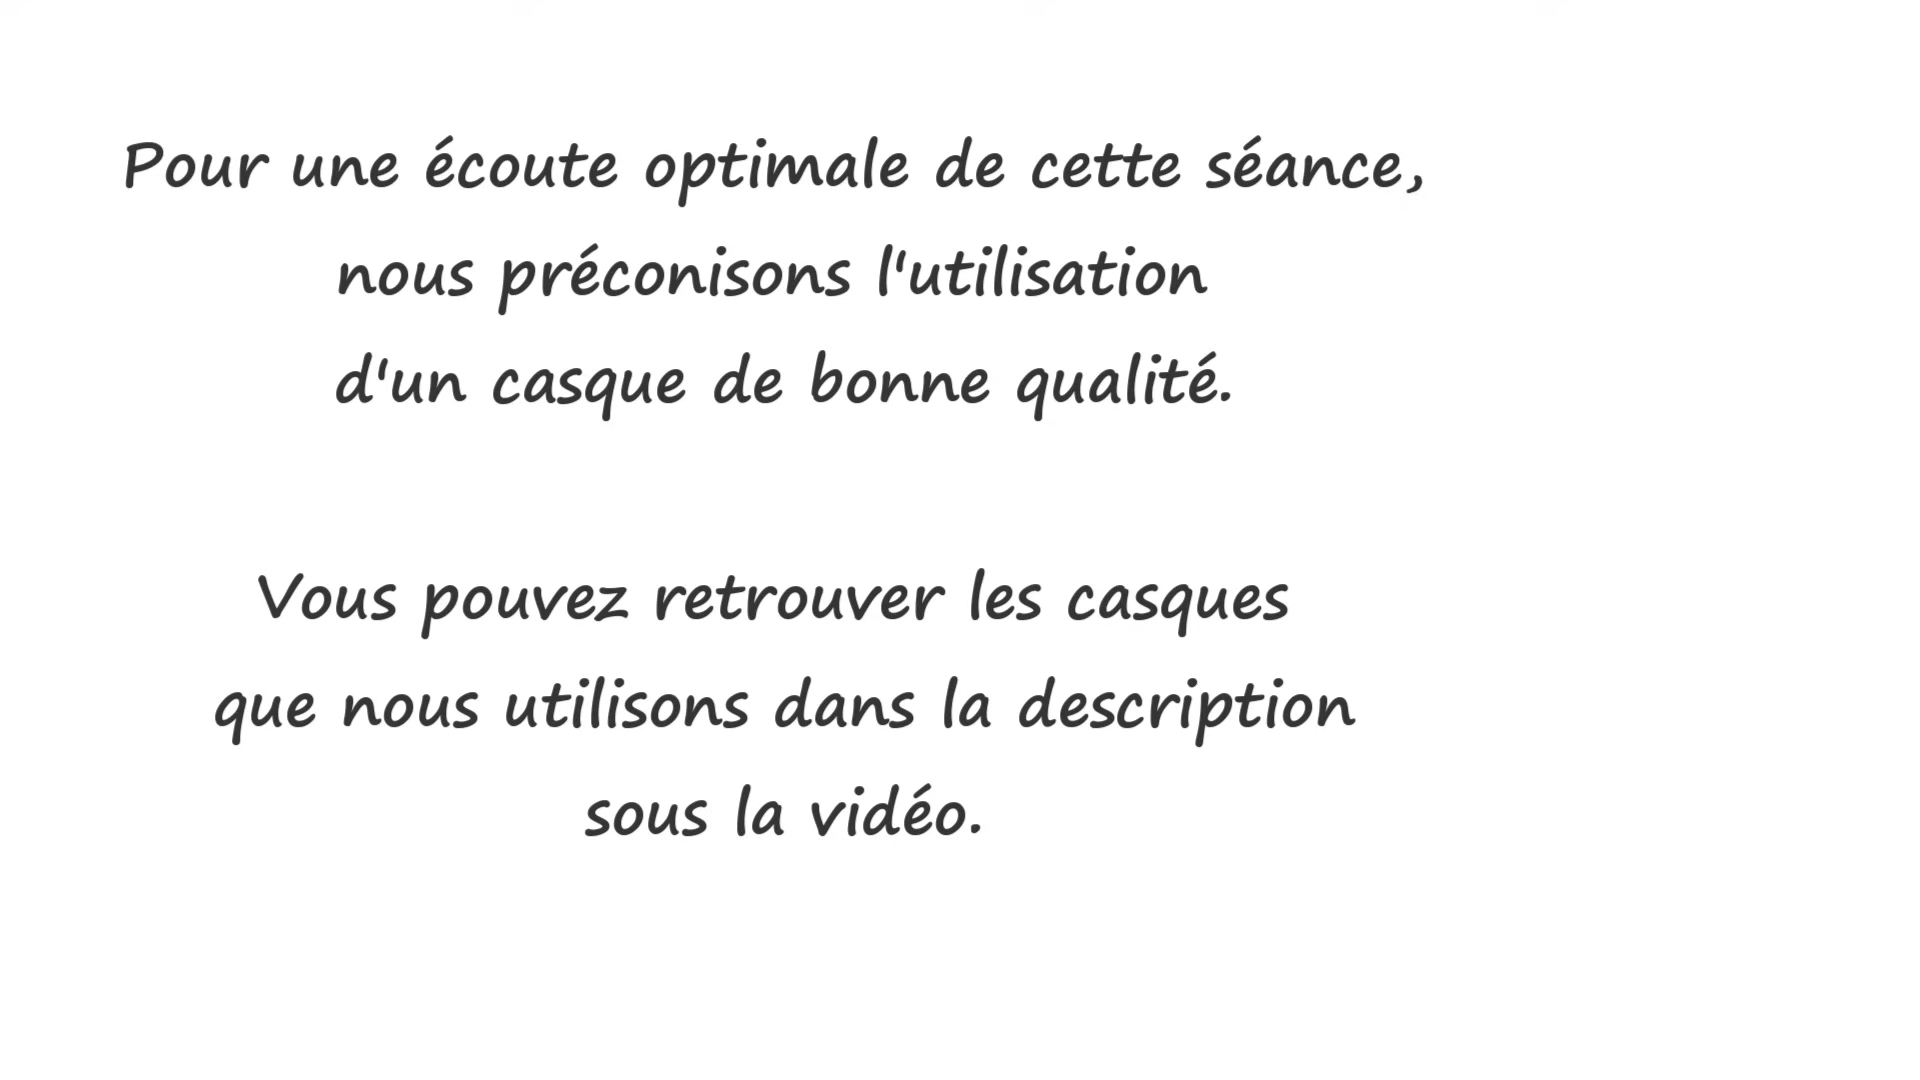 Pour une écoute optimale de cette séance,
nous préconisons l'utilisation
d'un casque de bonne qualité.
Vous pouvez retrouver les casques
que nous utilisons dans la description
sous la vidéo.